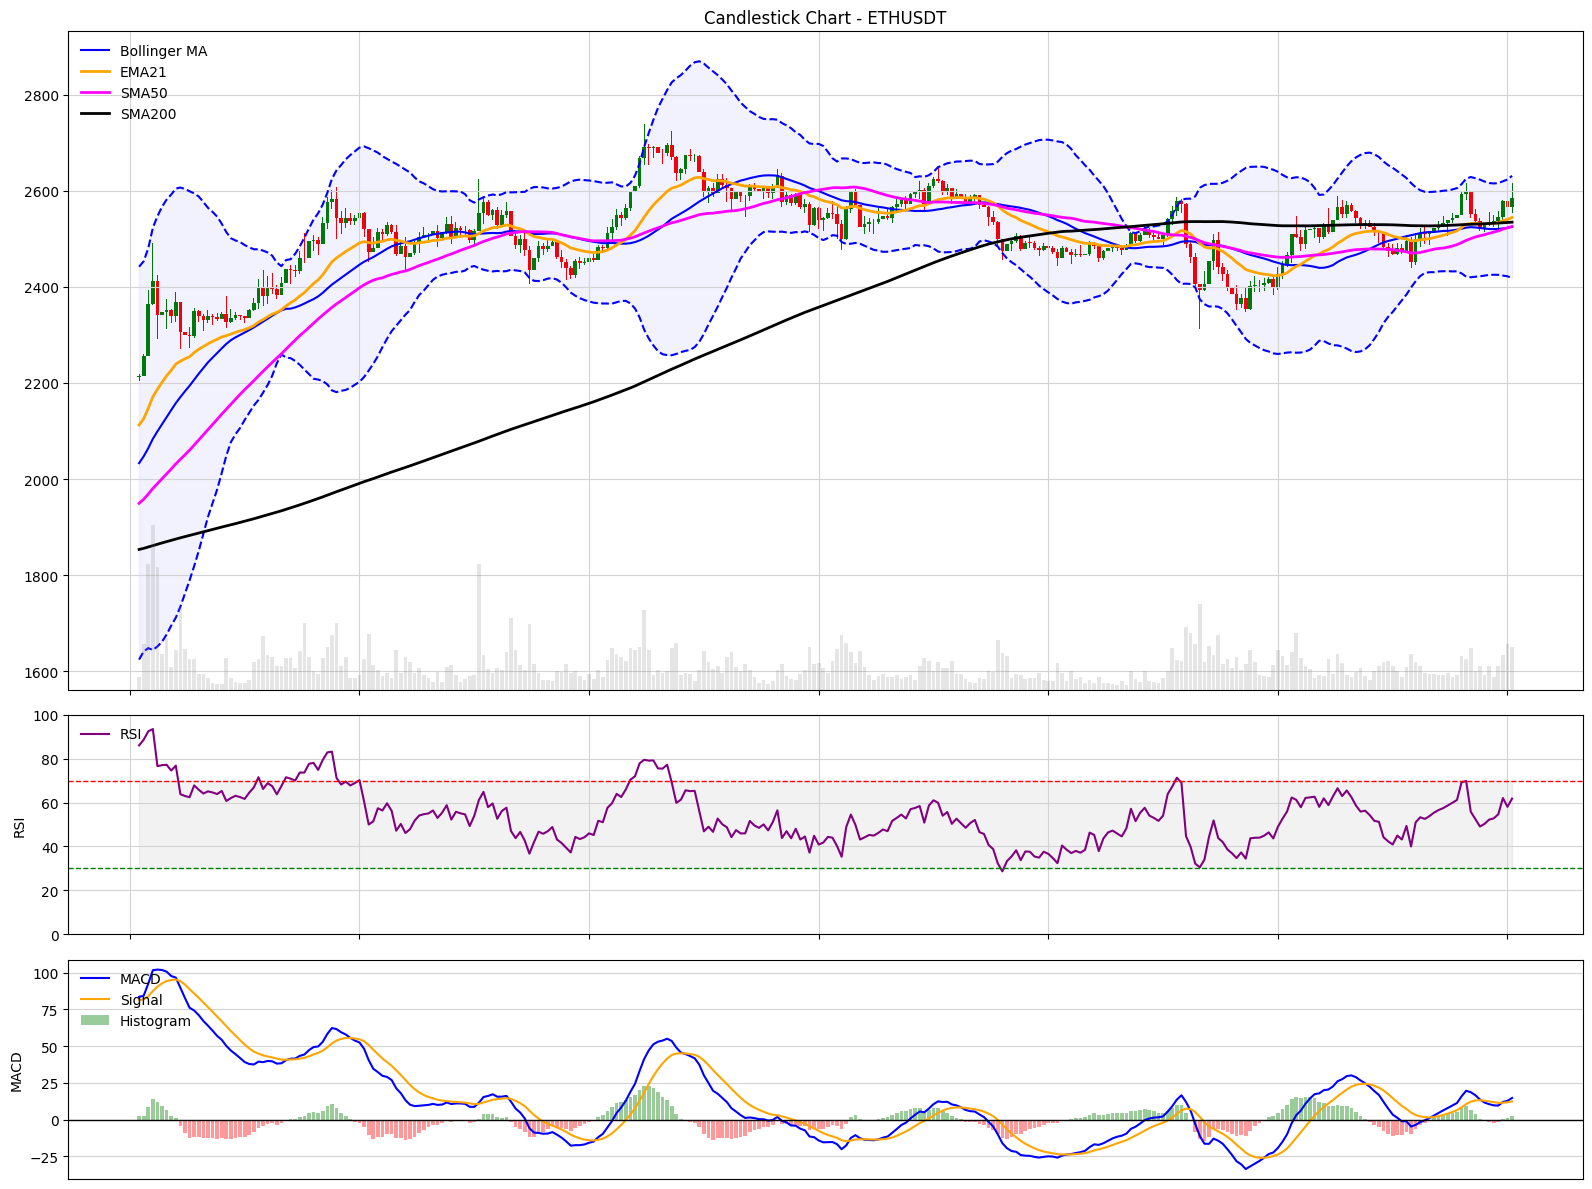 Candlestick Chart - ETHUSDT
Bollinger MA
EMA21
SMA50
SMA200
2800
2600
2400
2200
2000
1800
1600
RSI
RSI
100
80
60
40
20
0
MACD
Signal
Histogram
MACD
100
75
50
25
0
−25